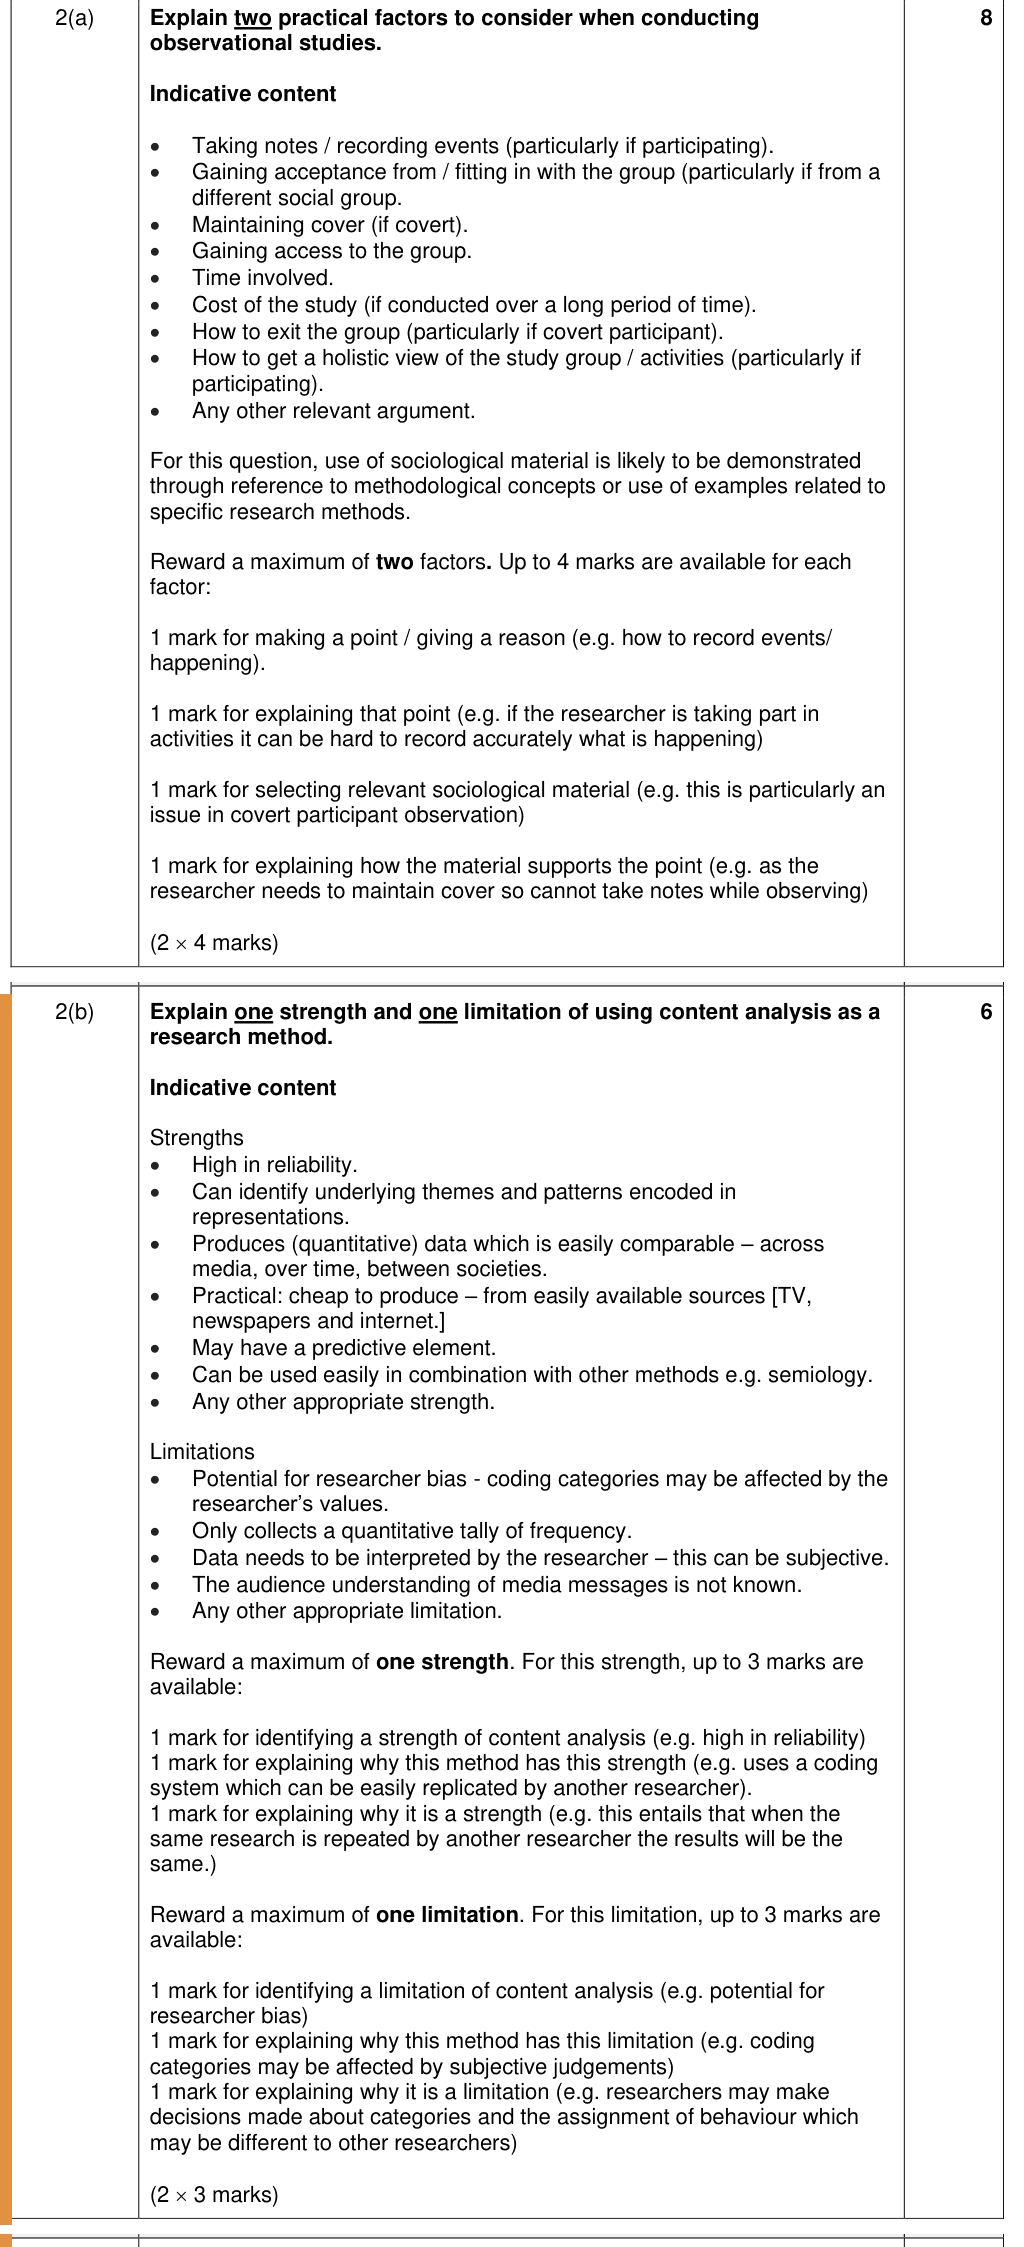 2(a)
Explain two practical factors to consider when conducting
observational studies.
8
Indicative content
• Taking notes / recording events (particularly if participating).
• Gaining acceptance from / fitting in with the group (particularly if from a
different social group.
• Maintaining cover (if covert).
• Gaining access to the group.
• Time involved.
• Cost of the study (if conducted over a long period of time).
• How to exit the group (particularly if covert participant).
• How to get a holistic view of the study group / activities (particularly if
participating).
• Any other relevant argument.
For this question, use of sociological material is likely to be demonstrated
through reference to methodological concepts or use of examples related to
specific research methods.
Reward a maximum of two factors. Up to 4 marks are available for each
factor:
1 mark for making a point / giving a reason (e.g. how to record events/
happening).
1 mark for explaining that point (e.g. if the researcher is taking part in
activities it can be hard to record accurately what is happening)
1 mark for selecting relevant sociological material (e.g. this is particularly an
issue in covert participant observation)
1 mark for explaining how the material supports the point (e.g. as the
researcher needs to maintain cover so cannot take notes while observing)
(2 × 4 marks)
2(b)
Explain one strength and one limitation of using content analysis as a
research method.
6
Indicative content
Strengths
• High in reliability.
• Can identify underlying themes and patterns encoded in
representations.
• Produces (quantitative) data which is easily comparable – across
media, over time, between societies.
• Practical: cheap to produce – from easily available sources [TV,
newspapers and internet.]
• May have a predictive element.
• Can be used easily in combination with other methods e.g. semiology.
• Any other appropriate strength.
Limitations
• Potential for researcher bias - coding categories may be affected by the
researcher’s values.
• Only collects a quantitative tally of frequency.
• Data needs to be interpreted by the researcher – this can be subjective.
• The audience understanding of media messages is not known.
• Any other appropriate limitation.
Reward a maximum of one strength. For this strength, up to 3 marks are
available:
1 mark for identifying a strength of content analysis (e.g. high in reliability)
1 mark for explaining why this method has this strength (e.g. uses a coding
system which can be easily replicated by another researcher).
1 mark for explaining why it is a strength (e.g. this entails that when the
same research is repeated by another researcher the results will be the
same.)
Reward a maximum of one limitation. For this limitation, up to 3 marks are
available:
1 mark for identifying a limitation of content analysis (e.g. potential for
researcher bias)
1 mark for explaining why this method has this limitation (e.g. coding
categories may be affected by subjective judgements)
1 mark for explaining why it is a limitation (e.g. researchers may make
decisions made about categories and the assignment of behaviour which
may be different to other researchers)
(2 × 3 marks)